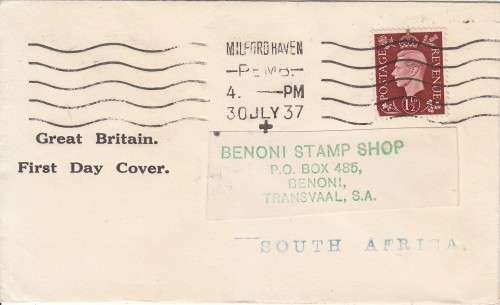 MILFORD HAVEN
PEMB.
4. -PM
30 JLY 37
POSTAGE
REVENUE
1½
Great Britain.
First Day Cover.
BENONI STAMP SHOP
P.O. BOX 485,
BENONI,
TRANSVAAL, S.A.
SOUTH AFRICA.